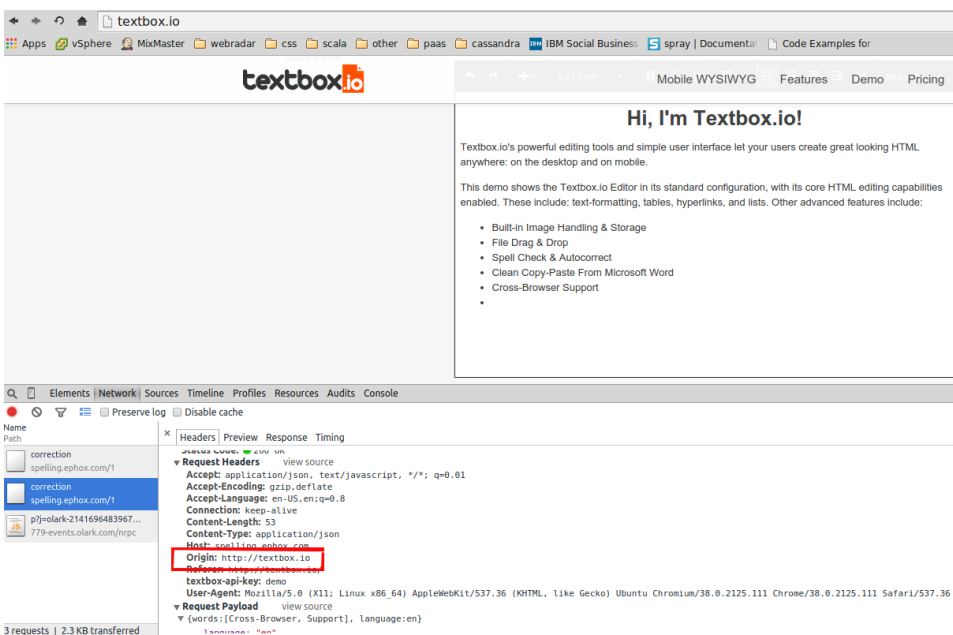 textbox.io
Apps vSphere MixMaster webradar css scala other paas cassandra IBM IBM Social Business spray | Documentat Code Examples for
textbox.io
List Item B Mobile WYSIWYG Features Demo Pricing
Hi, I'm Textbox.io!
Textbox.io's powerful editing tools and simple user interface let your users create great looking HTML
anywhere: on the desktop and on mobile.
This demo shows the Textbox.io Editor in its standard configuration, with its core HTML editing capabilities
enabled. These include: text-formatting, tables, hyperlinks, and lists. Other advanced features include:
• Built-in Image Handling & Storage
• File Drag & Drop
• Spell Check & Autocorrect
• Clean Copy-Paste From Microsoft Word
• Cross-Browser Support
•
Elements Network Sources Timeline Profiles Resources Audits Console
Preserve log Disable cache
Name
Path
× Headers Preview Response Timing
correction
spelling.ephox.com/1
correction
spelling.ephox.com/1
JS p?j=olark-2141696483967...
779-events.olark.com/nrpc
3 requests | 2.3 KB transferred
Status Code: 200 OK
Request Headers view source
Accept: application/json, text/javascript, */*; q=0.01
Accept-Encoding: gzip,deflate
Accept-Language: en-US,en;q=0.8
Connection: keep-alive
Content-Length: 53
Content-Type: application/json
Host: spelling.ephox.com
Origin: http://textbox.io
Referer: http://textbox.io/
textbox-api-key: demo
User-Agent: Mozilla/5.0 (X11; Linux x86_64) AppleWebKit/537.36 (KHTML, like Gecko) Ubuntu Chromium/38.0.2125.111 Chrome/38.0.2125.111 Safari/537.36
Request Payload view source
{words:[Cross-Browser, Support], language:en}
language: "en"